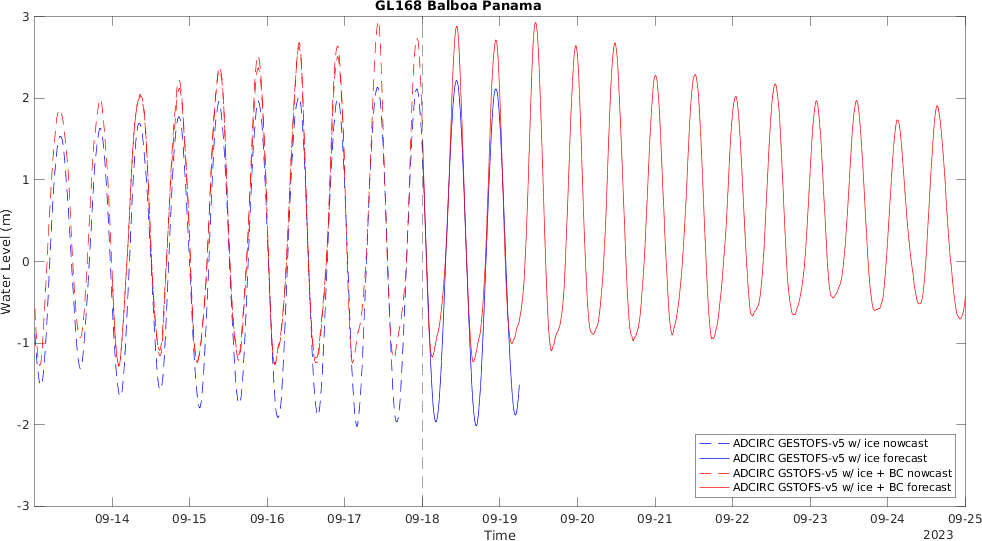 GL168 Balboa Panama
3
2
1
0
-1
-2
-3
Water Level (m)
ADCIRC GESTOFS-v5 w/ ice nowcast
ADCIRC GESTOFS-v5 w/ ice forecast
ADCIRC GSTOFS-v5 w/ ice + BC nowcast
ADCIRC GSTOFS-v5 w/ ice + BC forecast
09-14 09-15 09-16 09-17 09-18 09-19 09-20 09-21 09-22 09-23 09-24 09-25
Time
2023